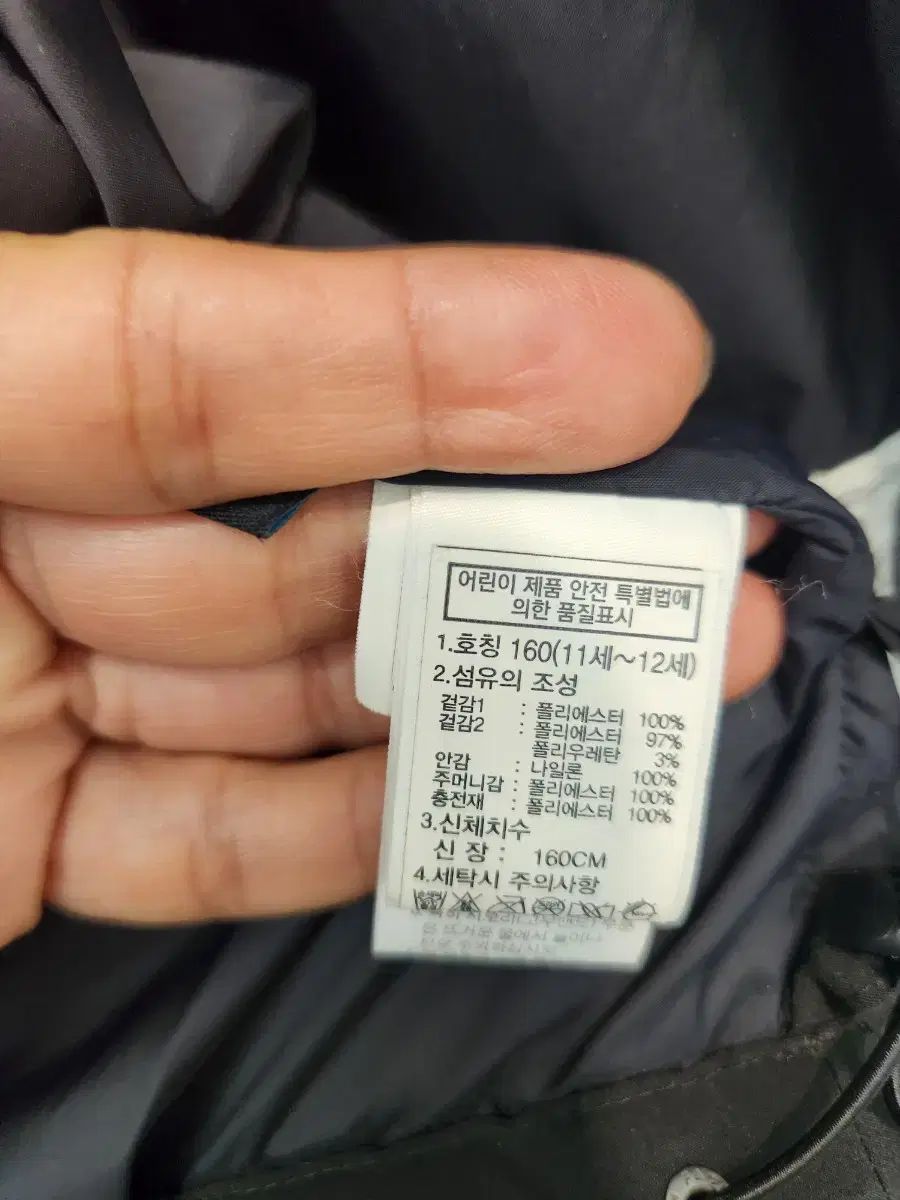 어린이 제품 안전 특별법에
의한 품질표시
1.호칭 160(11세~12세)
2.섬유의 조성
겉감1 : 폴리에스터 100%
겉감2 : 폴리에스터 97%
폴리우레탄 3%
안감 : 나일론 100%
주머니감 : 폴리에스터 100%
충전재 : 폴리에스터 100%
3.신체치수
신 장 : 160CM
4.세탁시 주의사항